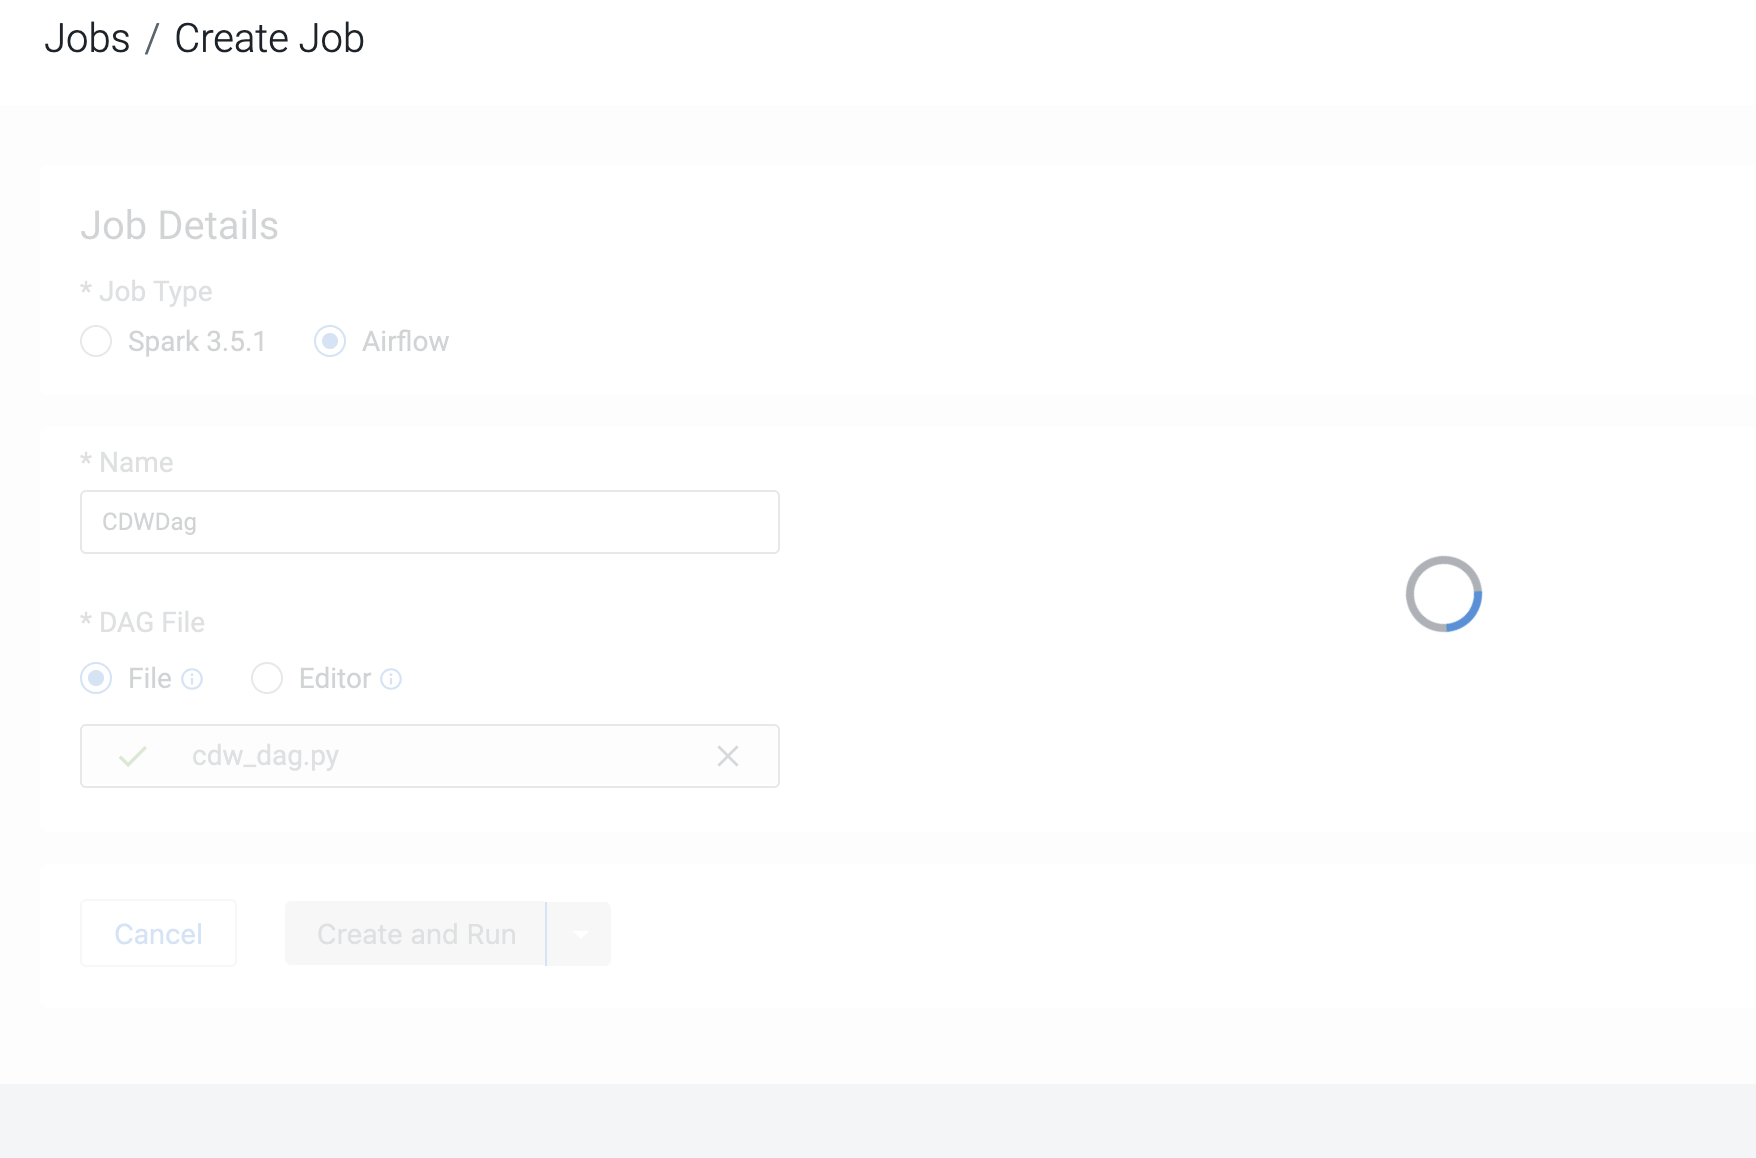 Jobs / Create Job
Job Details
* Job Type
Spark 3.5.1 Airflow
* Name
CDWDag
* DAG File
File Editor
cdw_dag.py
Cancel Create and Run